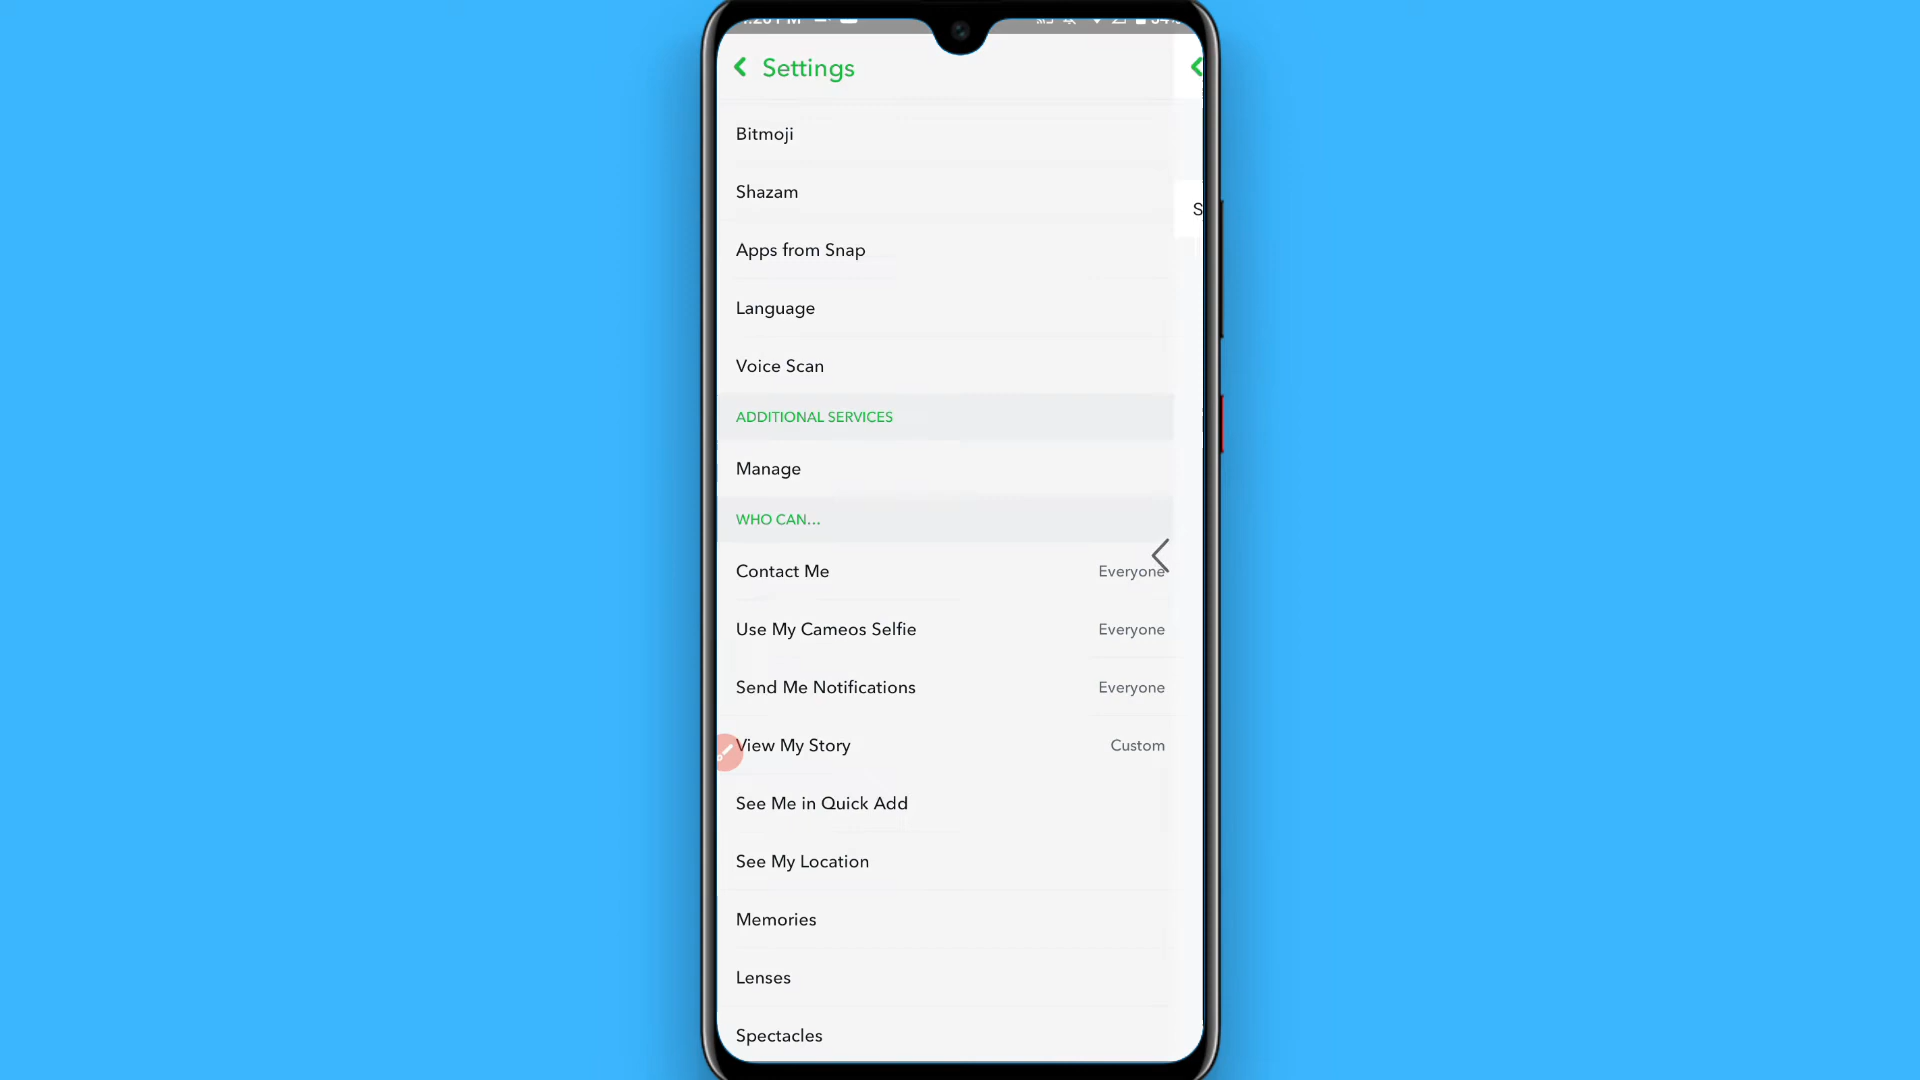 Settings
Bitmoji
Shazam
S
Apps from Snap
Language
Voice Scan
ADDITIONAL SERVICES
Manage
WHO CAN...
Contact Me Everyone
Use My Cameos Selfie Everyone
Send Me Notifications Everyone
View My Story Custom
See Me in Quick Add
See My Location
Memories
Lenses
Spectacles